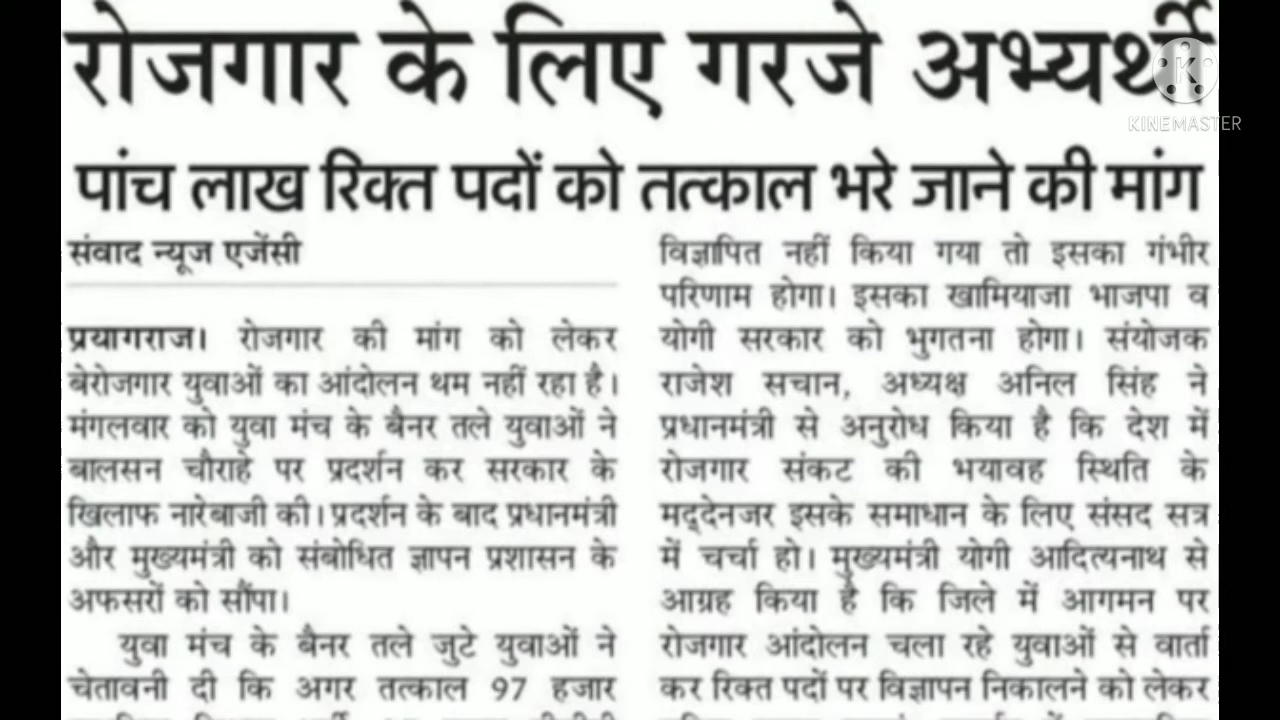 रोजगार के लिए गरजे अभ्यर्थी
KINEMASTER
पांच लाख रिक्त पदों को तत्काल भरे जाने की मांग
संवाद न्यूज एजेंसी
प्रयागराज। रोजगार की मांग को लेकर
बेरोजगार युवाओं का आंदोलन थम नहीं रहा है।
मंगलवार को युवा मंच के बैनर तले युवाओं ने
बालसन चौराहे पर प्रदर्शन कर सरकार के
खिलाफ नारेबाजी की। प्रदर्शन के बाद प्रधानमंत्री
और मुख्यमंत्री को संबोधित ज्ञापन प्रशासन के
अफसरों को सौंपा।
युवा मंच के बैनर तले जुटे युवाओं ने
चेतावनी दी कि अगर तत्काल 97 हजार
विज्ञापित नहीं किया गया तो इसका गंभीर
परिणाम होगा। इसका खामियाजा भाजपा व
योगी सरकार को भुगतना होगा। संयोजक
राजेश सचान, अध्यक्ष अनिल सिंह ने
प्रधानमंत्री से अनुरोध किया है कि देश में
रोजगार संकट की भयावह स्थिति के
मद्देनजर इसके समाधान के लिए संसद सत्र
में चर्चा हो। मुख्यमंत्री योगी आदित्यनाथ से
आग्रह किया है कि जिले में आगमन पर
रोजगार आंदोलन चला रहे युवाओं से वार्ता
कर रिक्त पदों पर विज्ञापन निकालने को लेकर